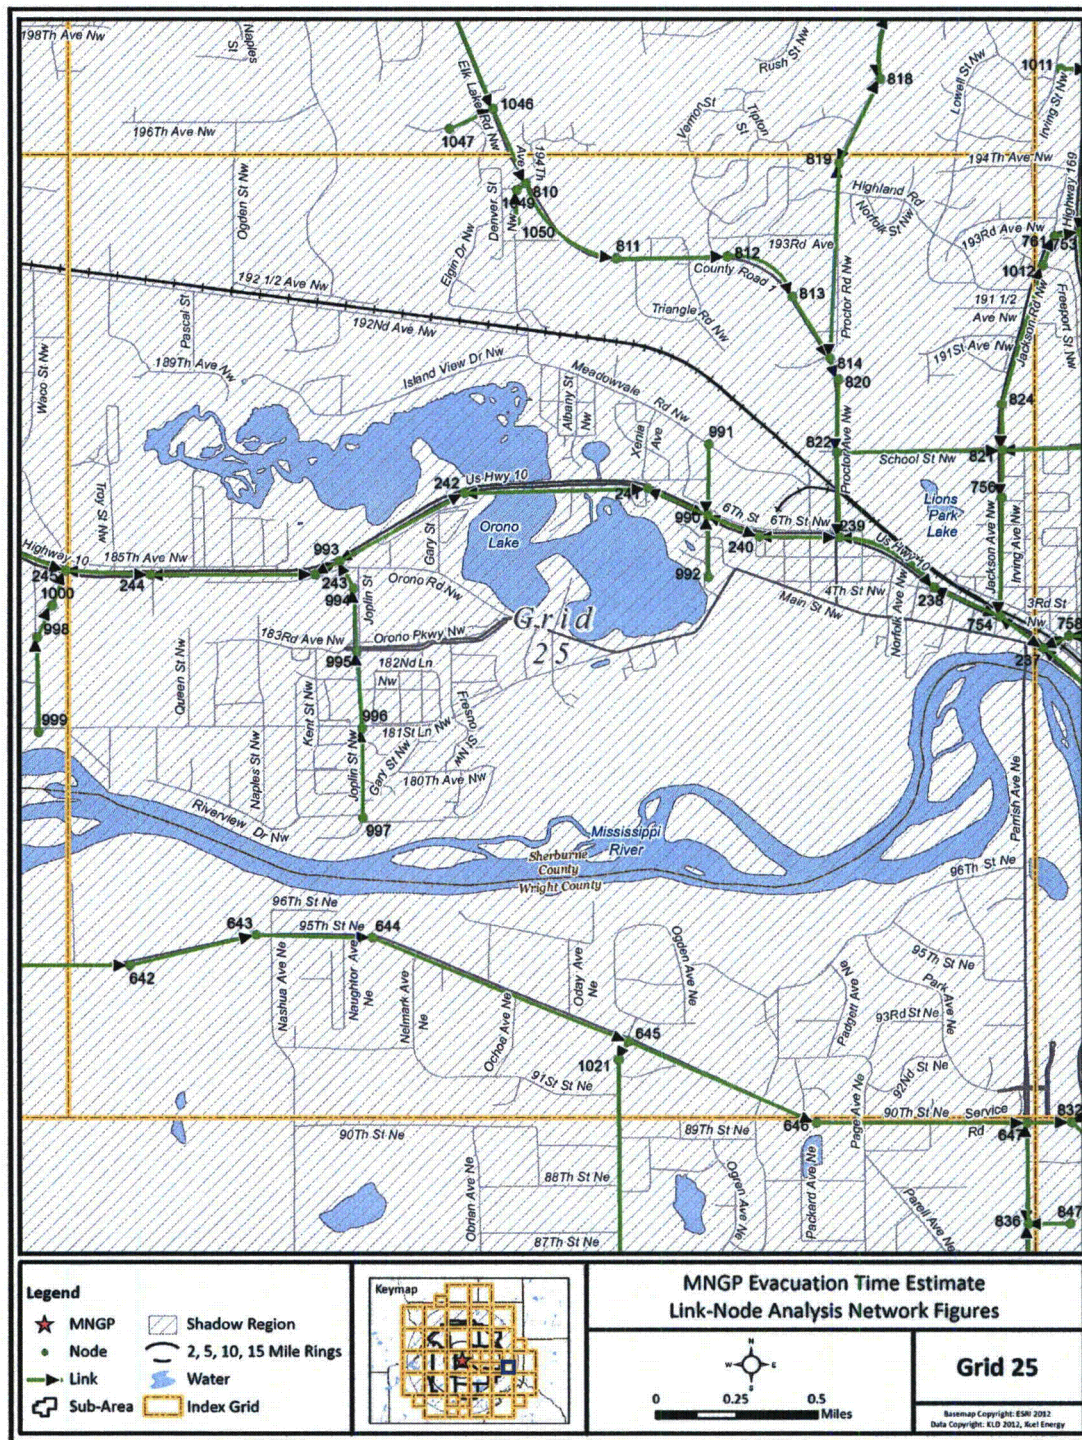 198Th Ave Nw
Naples St
Rush St Nw
818
1011
Irving St Nw
Lowell St Nw
Elk Lake Rd Nw
1046
1047
196Th Ave Nw
Vernon St
Tipton St
Ogden St Nw
194Th Ave
819
194Th Ave Nw
Highway 169
Denver St Nw
810
1049
1050
Highland Rd
Norfolk St Nw
Elgin Dr Nw
811
812
193Rd Ave
County Road 1
193Rd Ave Nw
761
753
1012
192 1/2 Ave Nw
813
Proctor Rd Nw
191 1/2 Ave Nw
Freeport St Nw
Pascal St
192Nd Ave Nw
Triangle Rd Nw
Jackson Rd Nw
191St Ave Nw
189Th Ave Nw
Island View Dr Nw
Meadowvale Rd Nw
814
820
Waco St Nw
Albany St Nw
Xenia Ave
824
991
822
Proctor Ave Nw
School St Nw
821
Troy St Nw
242
Us Hwy 10
241
756
Lions Park Lake
Jackson Ave Nw
Irving Ave Nw
Orono Lake
990
6Th St
6Th St Nw
239
Us Hwy 10
993
Gary St
240
Highway 10
245
185Th Ave Nw
244
243
992
1000
994
Joplin St
Orono Rd Nw
4Th St Nw
238
Main St Nw
Norfolk Ave Nw
3Rd St Nw
754
758
998
Grid 25
183Rd Ave Nw
Orono Pkwy Nw
995
182Nd Ln Nw
237
Queen St Nw
Kent St Nw
Fresno St Nw
999
996
181St Ln Nw
Joplin St Nw
Gary St Nw
180Th Ave Nw
Naples St Nw
Riverview Dr Nw
997
Parrish Ave Ne
Mississippi River
Sherburne County
Wright County
96Th St Ne
96Th St Ne
643
95Th St Ne
644
Nashua Ave Ne
Naughtor Ave Ne
Nelmark Ave Ne
Oday Ave Ne
Ogden Ave Ne
95Th St Ne
Park Ave Ne
642
Padgett Ave Ne
93Rd St Ne
Ochoa Ave Ne
645
1021
91St St Ne
92Nd St Ne
90Th St Ne
Service Rd
832
646
647
90Th St Ne
89Th St Ne
Page Ave Ne
88Th St Ne
Obrian Ave Ne
Ogren Ave Ne
Packard Ave Ne
Parell Ave Ne
836
847
87Th St Ne
Legend
MNGP
Node
Link
Sub-Area
Shadow Region
2, 5, 10, 15 Mile Rings
Water
Index Grid
Keymap
MNGP Evacuation Time Estimate
Link-Node Analysis Network Figures
N
W E
S
0 0.25 0.5
Miles
Grid 25
Basemap Copyright: ESRI 2012
Data Copyright: KLD 2012, Xcel Energy